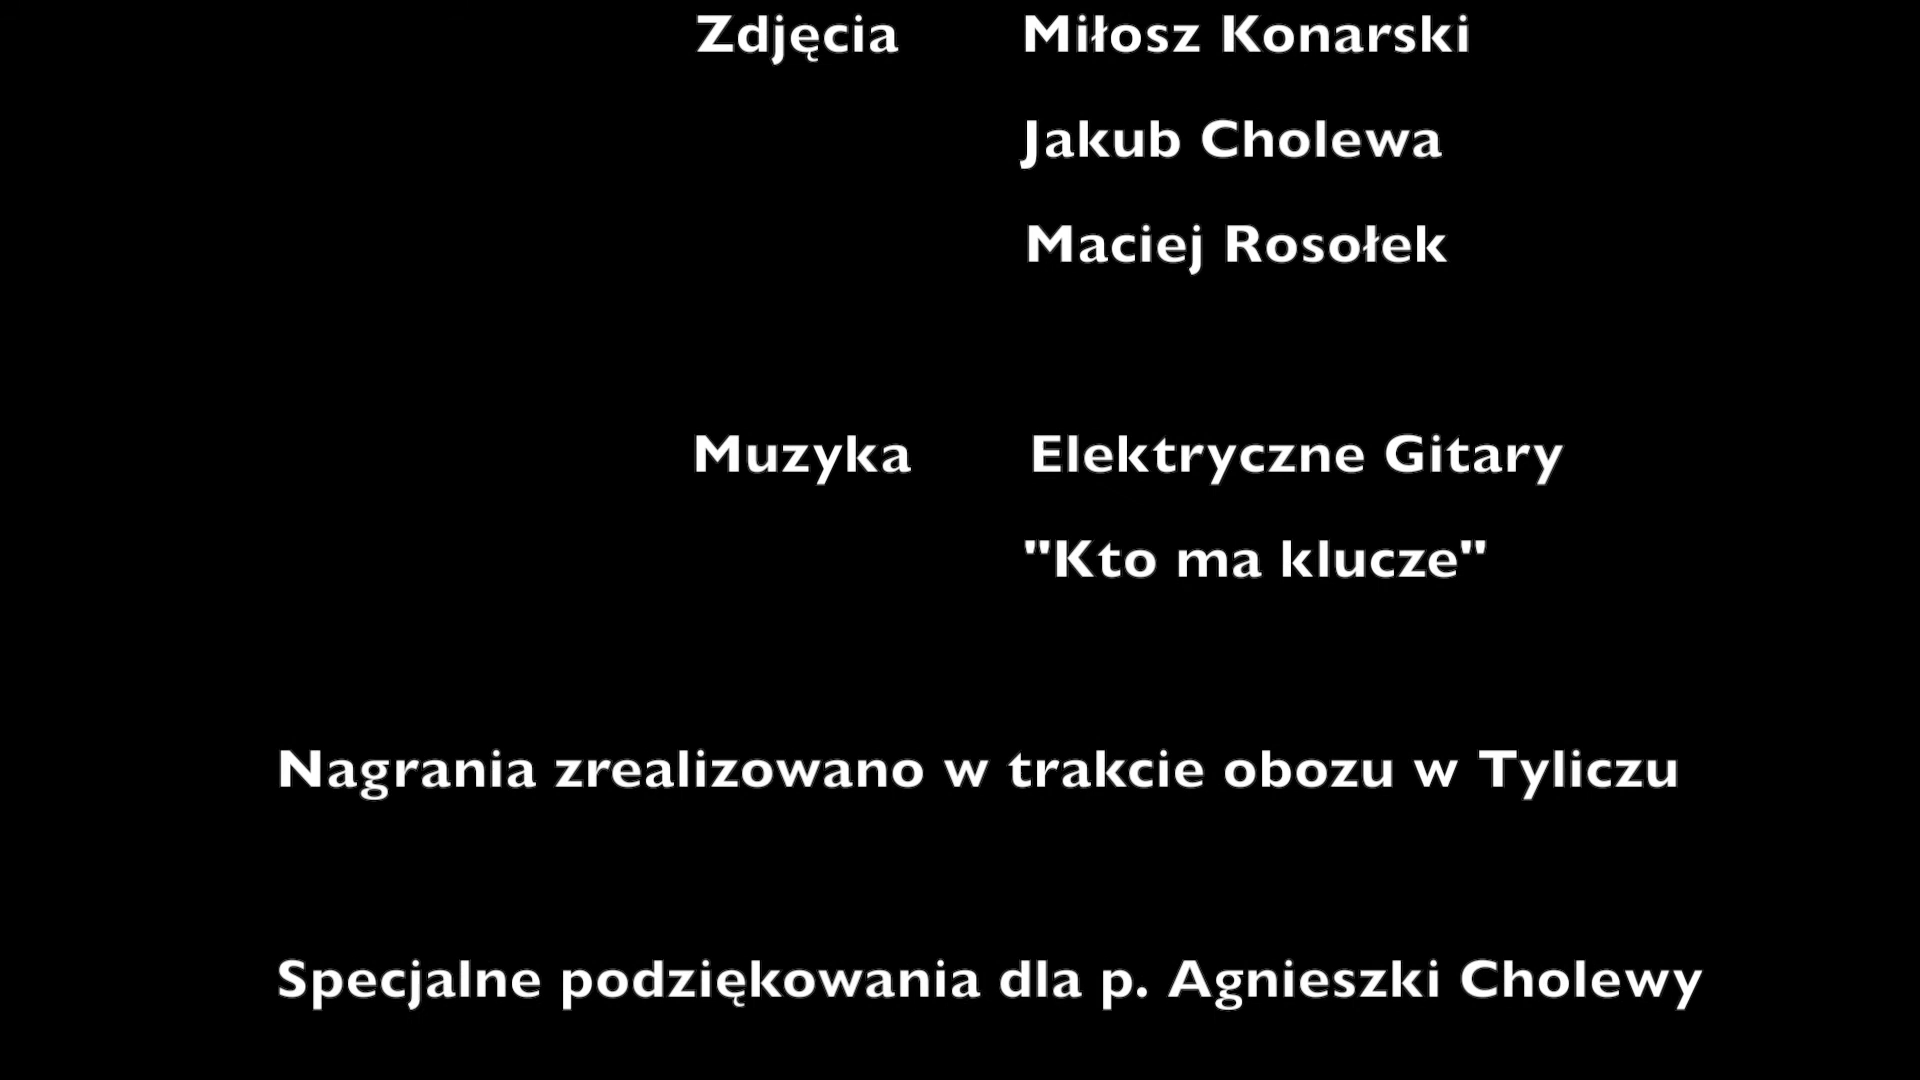 Zdjęcia Miłosz Konarski
Jakub Cholewa
Maciej Rosołek
Muzyka Elektryczne Gitary
"Kto ma klucze"
Nagrania zrealizowano w trakcie obozu w Tyliczu
Specjalne podziękowania dla p. Agnieszki Cholewy